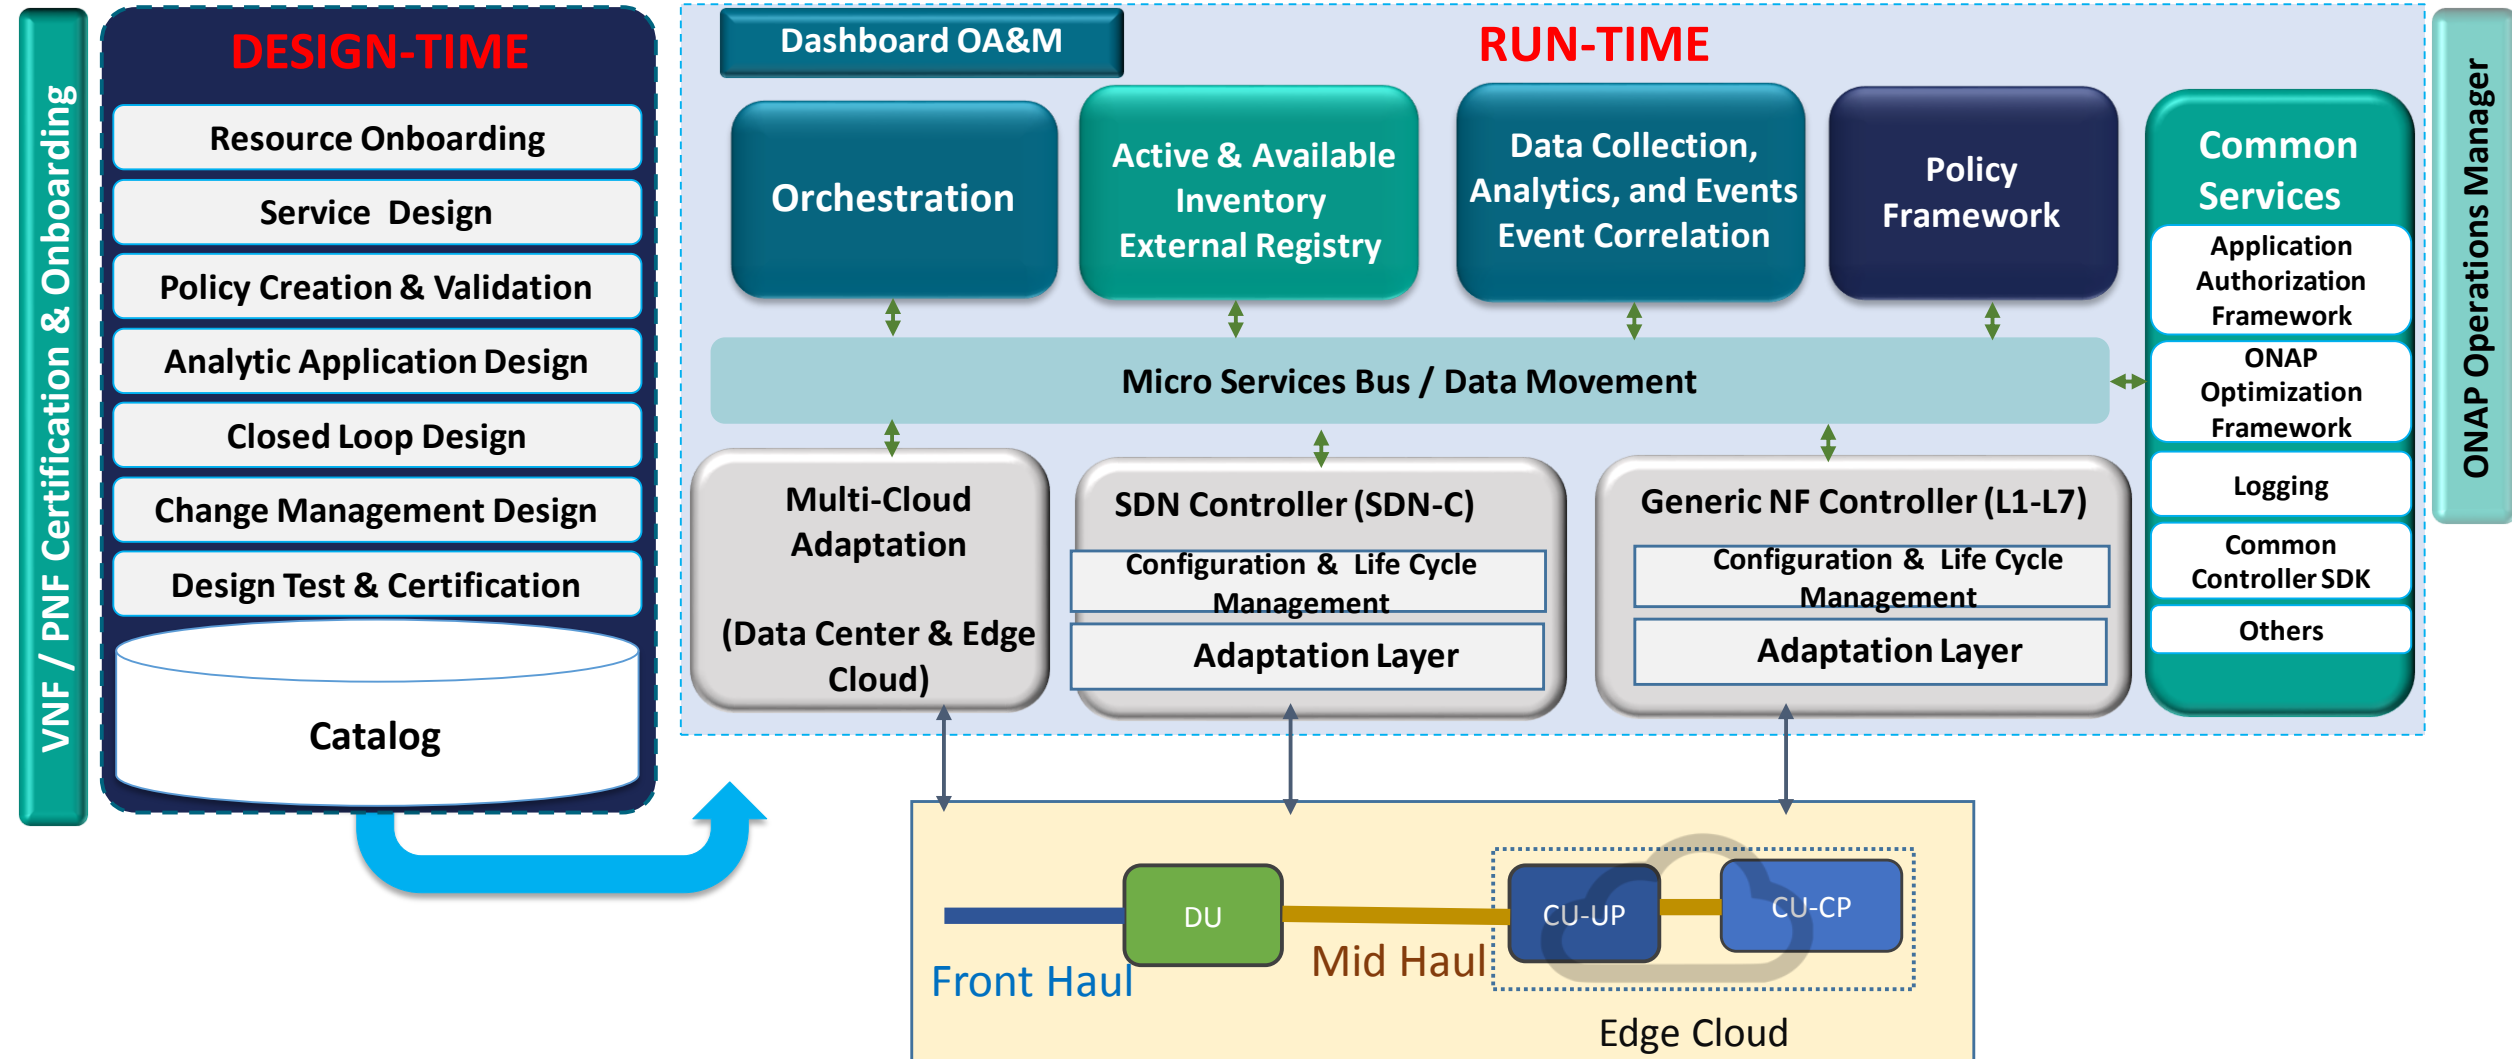 VNF / PNF Certification & Onboarding
DESIGN-TIME
Resource Onboarding
Service Design
Policy Creation & Validation
Analytic Application Design
Closed Loop Design
Change Management Design
Design Test & Certification
Catalog
Dashboard OA&M
RUN-TIME
Orchestration
Active & Available
Inventory
External Registry
Data Collection,
Analytics, and Events
Event Correlation
Policy
Framework
Micro Services Bus / Data Movement
Multi-Cloud
Adaptation
(Data Center & Edge
Cloud)
SDN Controller (SDN-C)
Configuration & Life Cycle
Management
Adaptation Layer
Generic NF Controller (L1-L7)
Configuration & Life Cycle
Management
Adaptation Layer
Common
Services
Application
Authorization
Framework
ONAP
Optimization
Framework
Logging
Common
Controller SDK
Others
ONAP Operations Manager
DU
CU-UP
CU-CP
Front Haul
Mid Haul
Edge Cloud